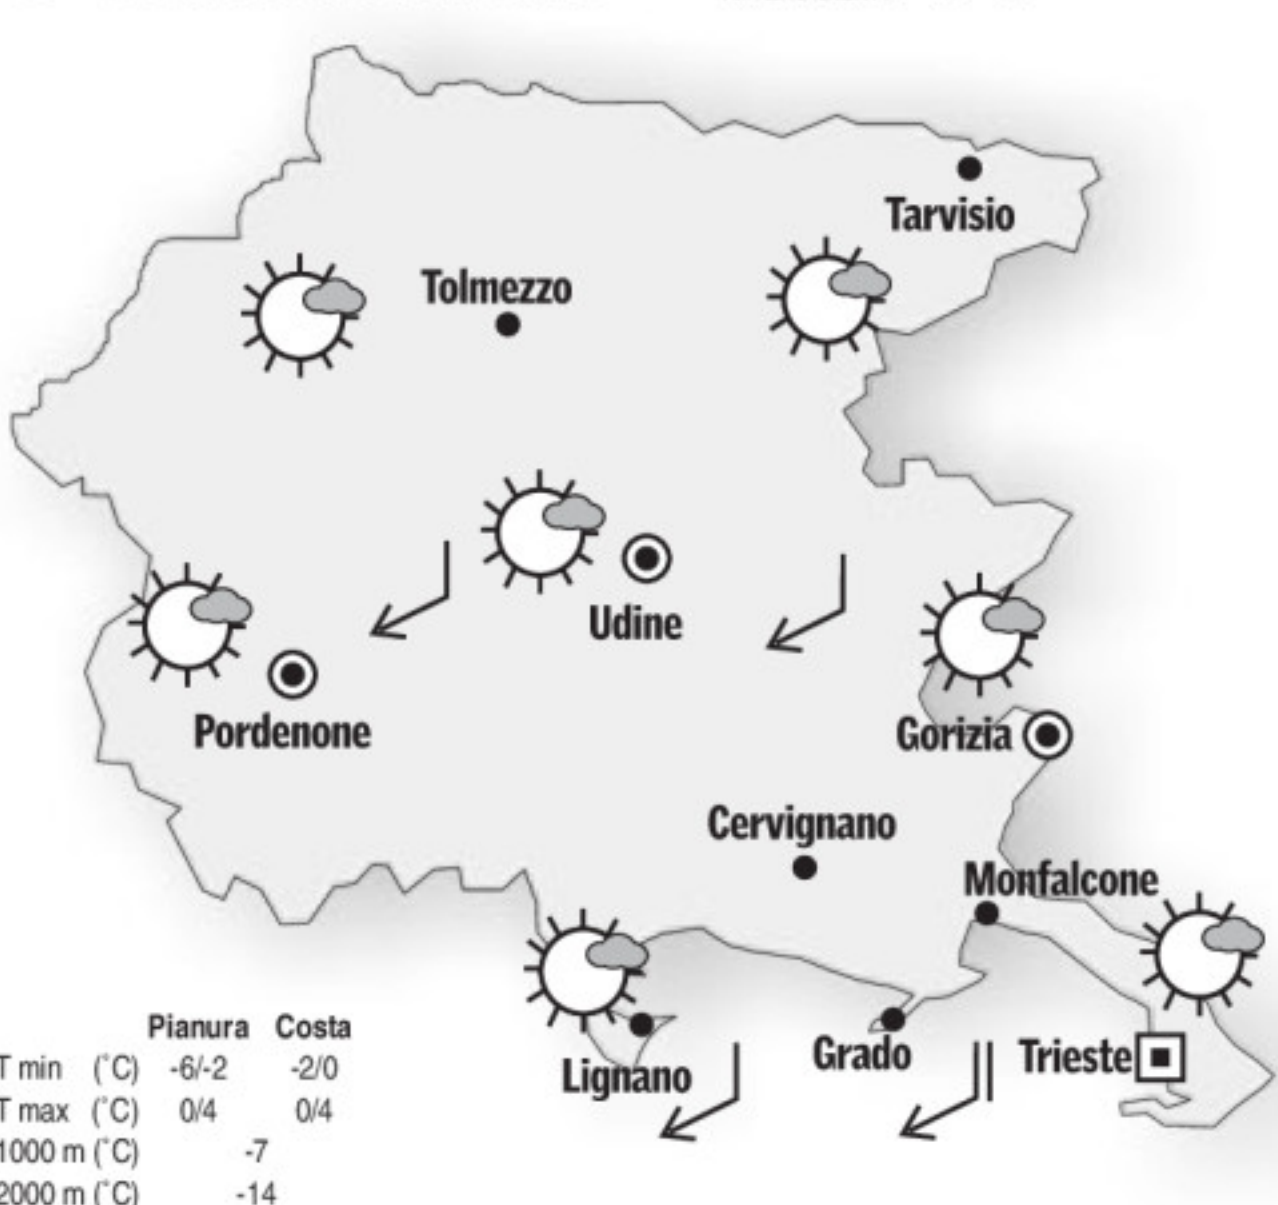 Tarvisio
Tolmezzo
Udine
Pordenone
Gorizia
Cervignano
Monfalcone
Grado
Trieste
Lignano
Pianura Costa
T min (°C) -6/-2 -2/0
T max (°C) 0/4 0/4
1000 m (°C) -7
2000 m (°C) -14